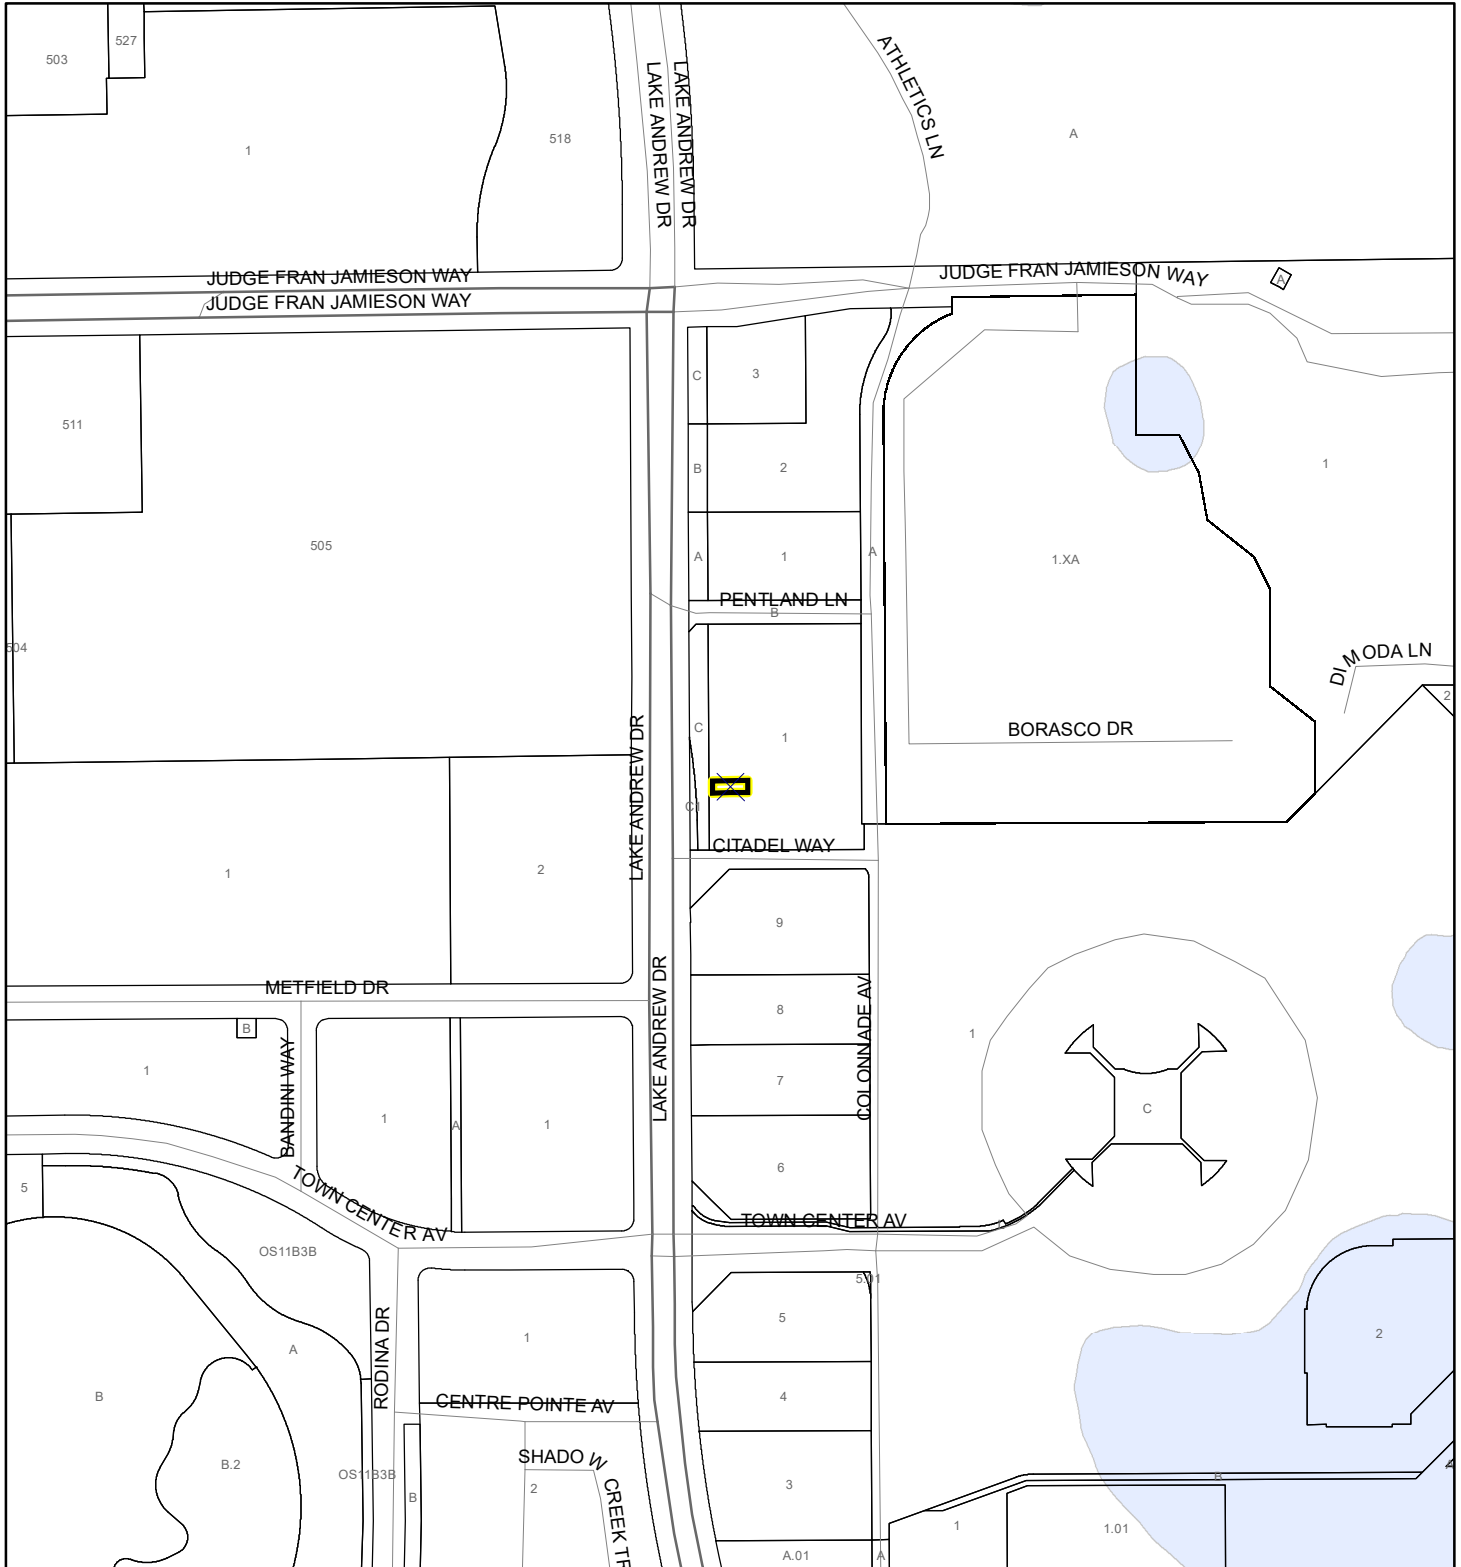 527
503
518
1
A
ATHLETICS LN
LAKE ANDREW DR
LAKE ANDREW DR
JUDGE FRAN JAMIESON WAY
JUDGE FRAN JAMIESON WAY
A
JUDGE FRAN JAMIESON WAY
C
3
511
B
2
1
505
A
1
A
1.XA
PENTLAND LN
B
504
DI MODA LN
2
C
1
BORASCO DR
LAKE ANDREW DR
C1
CITADEL WAY
1
2
9
METFIELD DR
LAKE ANDREW DR
COLONNADE AV
8
1
B
BANDINI WAY
1
7
1
A
1
C
6
5
TOWN CENTER AV
TOWN CENTER AV
OS11B3B
5.01
5
1
2
A
RODINA DR
B
CENTRE POINTE AV
4
SHADOW CREEK TR
B.2
OS11B3B
B
2
3
B
1
1.01
A.01
A